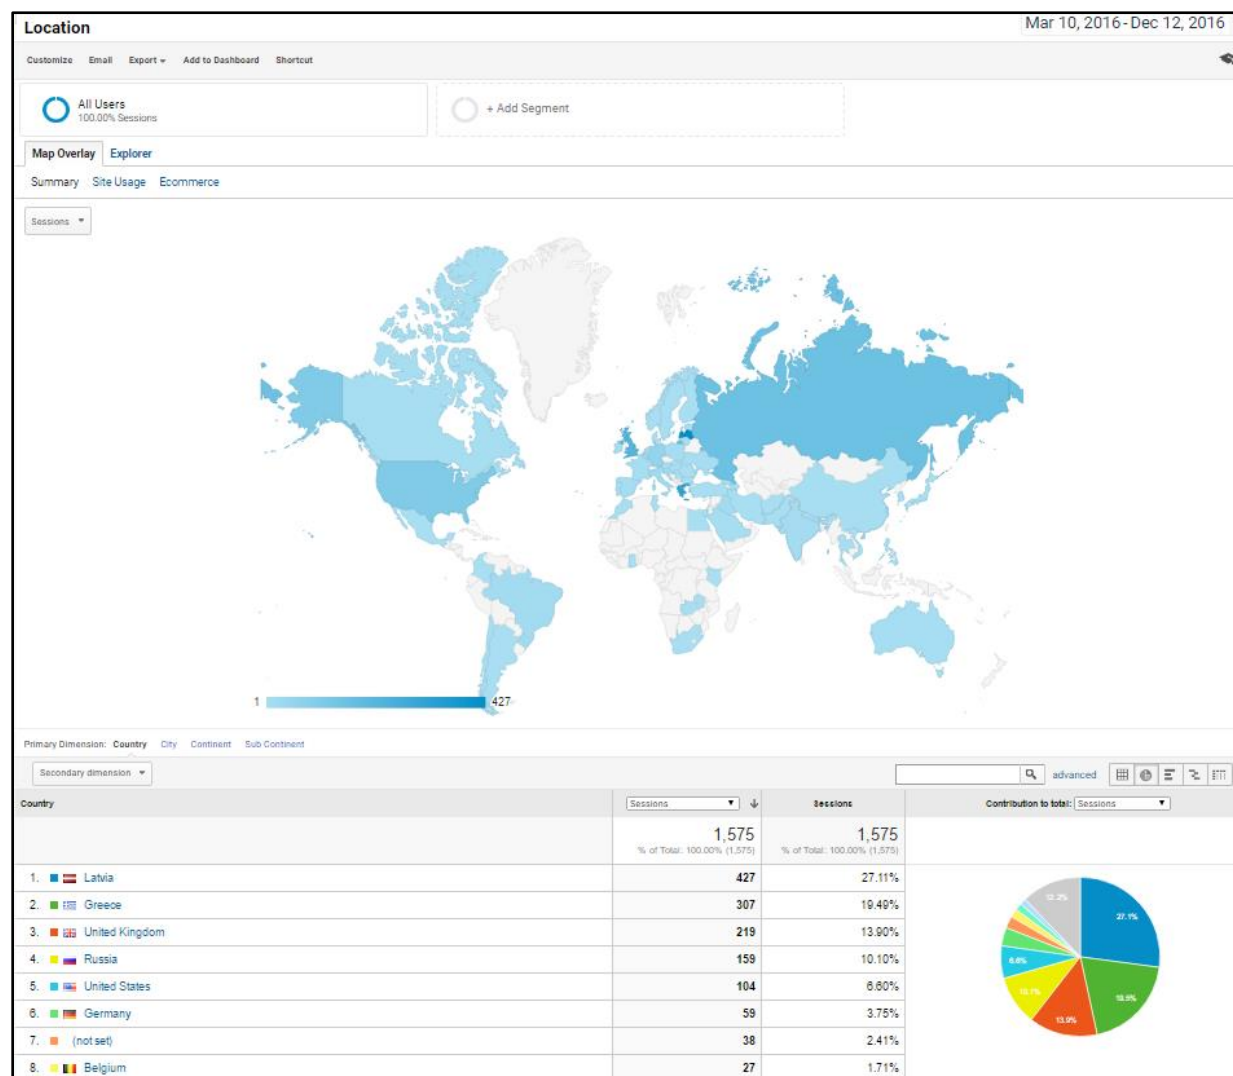 Location
Mar 10, 2016 - Dec 12, 2016
Customize Email Export Add to Dashboard Shortcut
All Users
100.00% Sessions
+ Add Segment
Map Overlay Explorer
Summary Site Usage Ecommerce
Sessions
1 427
Primary Dimension: Country City Continent Sub Continent
Secondary dimension
advanced
Country Sessions Sessions Contribution to total: Sessions
1,575 1,575
% of Total: 100.00% (1,575) % of Total: 100.00% (1,575)
1. Latvia 427 27.11%
2. Greece 307 19.49%
3. United Kingdom 219 13.90%
4. Russia 159 10.10%
5. United States 104 6.60%
6. Germany 59 3.75%
7. (not set) 38 2.41%
8. Belgium 27 1.71%
12.2%
27.1%
6.6%
19.5%
13.9%